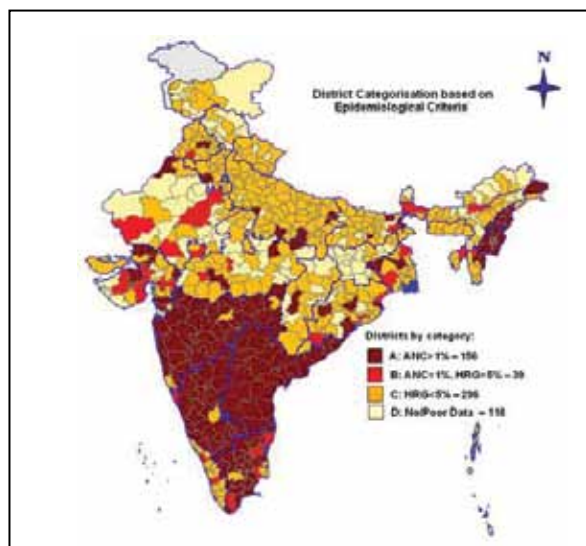 N
District Categorisation based on
Epidemiological Criteria
Districts by category:
A: ANC>1% = 156
B: ANC<1%, HRG>5% = 39
C: HRG<5% = 296
D: No/Poor Data = 118